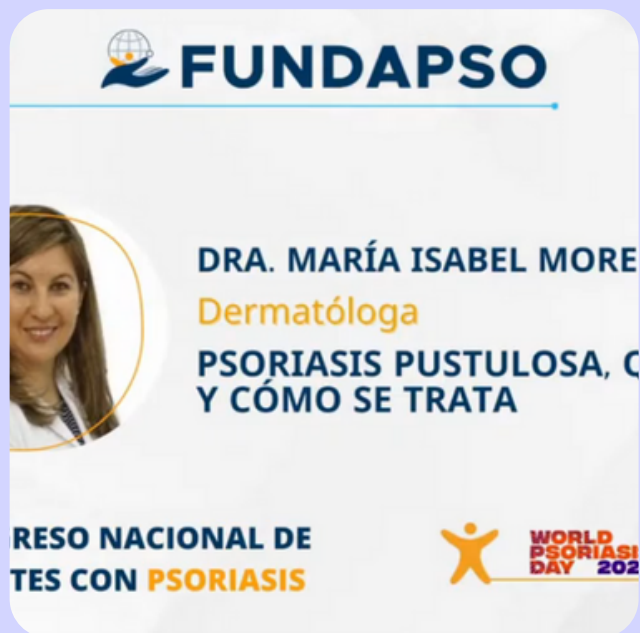 FUNDAPSO
DRA. MARÍA ISABEL MORE
Dermatóloga
PSORIASIS PUSTULOSA,
Y CÓMO SE TRATA
RESO NACIONAL DE
TES CON PSORIASIS
WORLD
PSORIASI
DAY 202